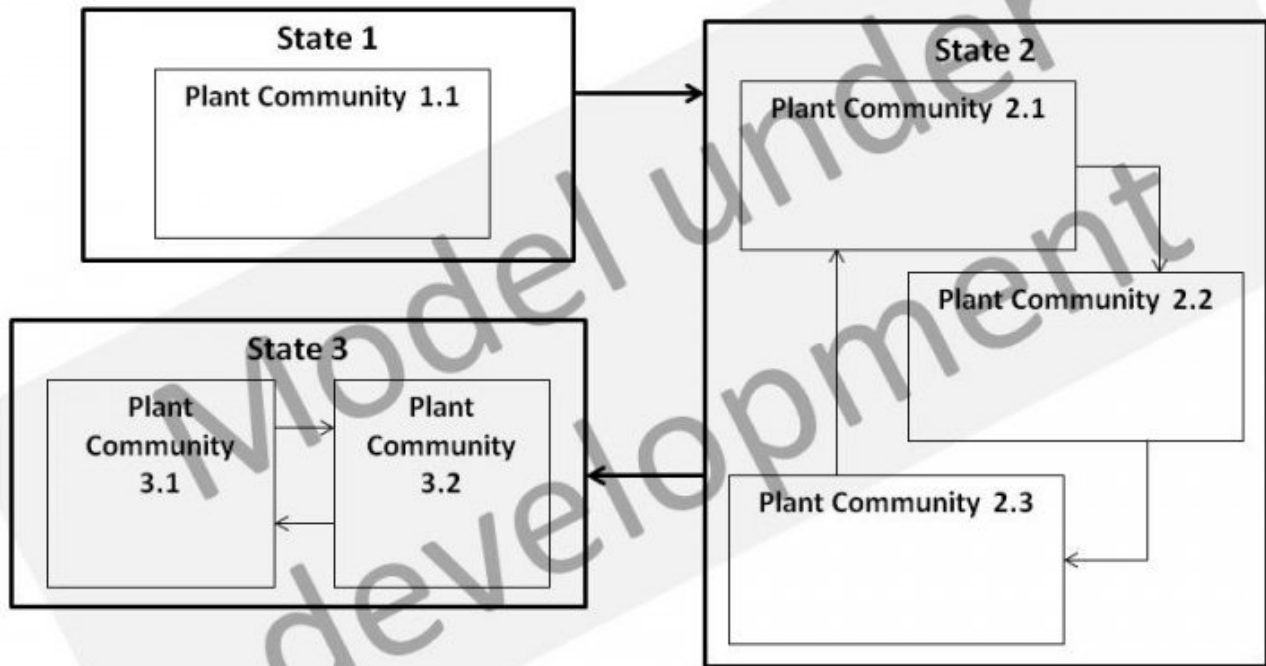 State 1
Plant Community 1.1
State 2
Plant Community 2.1
Plant Community 2.2
Plant Community 2.3
State 3
Plant
Community
3.1
Plant
Community
3.2
Model under
development